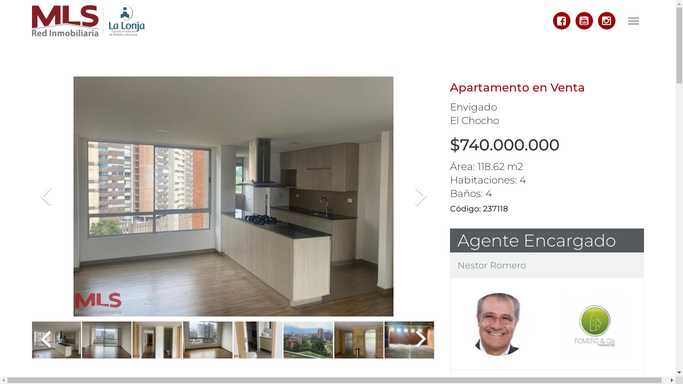 MLS
Red Inmobiliaria
La Lonja
Apartamento en Venta
Envigado
El Chocho
$740.000.000
Área: 118.62 m2
Habitaciones: 4
Baños: 4
Código: 237118
Agente Encargado
Nestor Romero
MLS
ROMERO & Cía